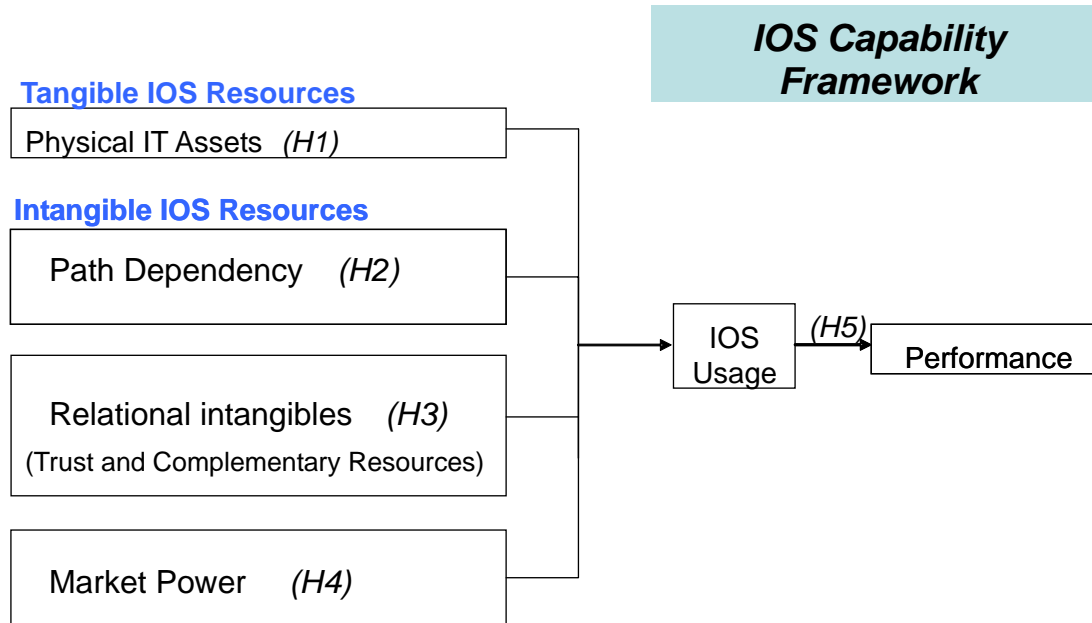 IOS Capability
Framework
Tangible IOS Resources
Physical IT Assets (H1)
Intangible IOS Resources
Path Dependency (H2)
Relational intangibles (H3)
(Trust and Complementary Resources)
Market Power (H4)
IOS
Usage
(H5)
Performance